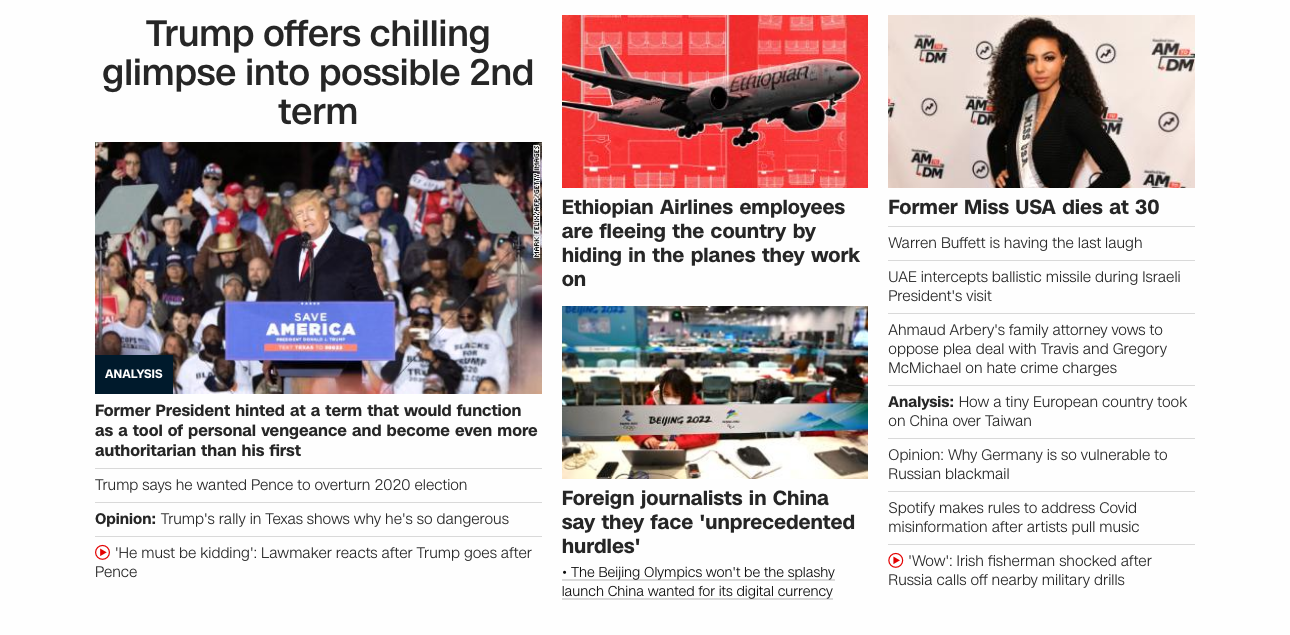 Trump offers chilling
glimpse into possible 2nd
term
MARK FELIX/AFP/GETTY IMAGES
SAVE
AMERICA
PRESIDENT DONALD J. TRUMP
ANALYSIS
Former President hinted at a term that would function
as a tool of personal vengeance and become even more
authoritarian than his first
Trump says he wanted Pence to overturn 2020 election
Opinion: Trump's rally in Texas shows why he's so dangerous
'He must be kidding': Lawmaker reacts after Trump goes after
Pence
Ethiopian
Ethiopian Airlines employees
are fleeing the country by
hiding in the planes they work
on
BEIJING 2022
BEIJING 2022
Foreign journalists in China
say they face 'unprecedented
hurdles'
• The Beijing Olympics won't be the splashy
launch China wanted for its digital currency
AM
TO
DM
MISS USA
Former Miss USA dies at 30
Warren Buffett is having the last laugh
UAE intercepts ballistic missile during Israeli
President's visit
Ahmaud Arbery's family attorney vows to
oppose plea deal with Travis and Gregory
McMichael on hate crime charges
Analysis: How a tiny European country took
on China over Taiwan
Opinion: Why Germany is so vulnerable to
Russian blackmail
Spotify makes rules to address Covid
misinformation after artists pull music
'Wow': Irish fisherman shocked after
Russia calls off nearby military drills